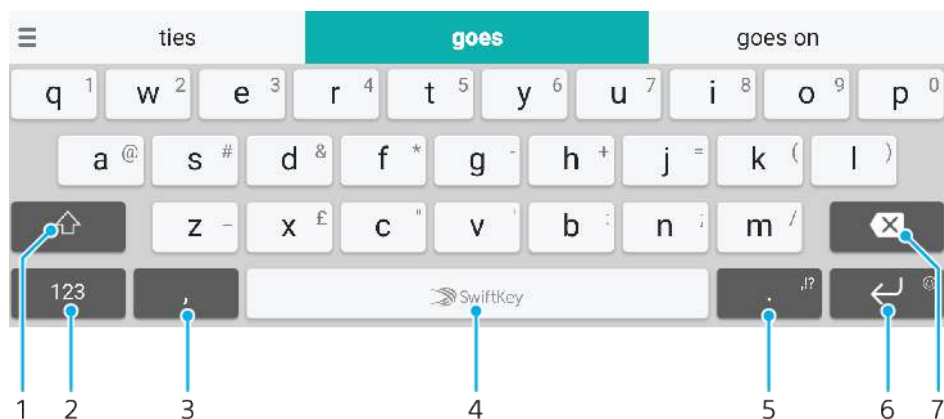 ties goes goes on
q 1 w 2 e 3 r 4 t 5 y 6 u 7 i 8 o 9 p 0
a @ s # d & f * g - h + j = k ( l )
z _ x £ c " v ' b : n ; m /
123 , SwiftKey . ,!?
1 2 3 4 5 6 7